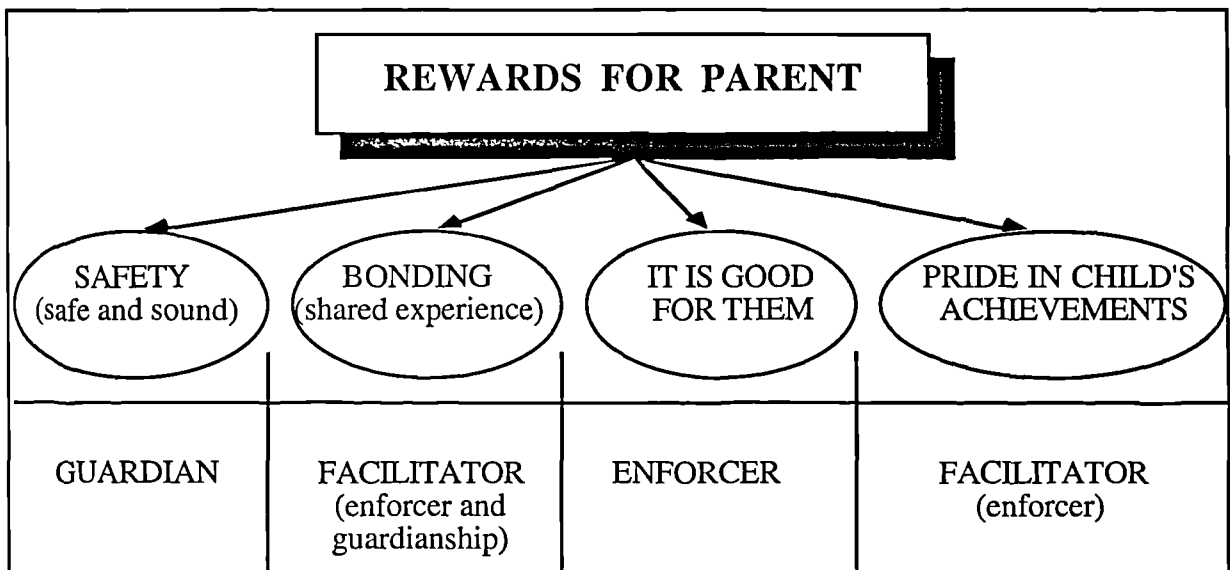 REWARDS FOR PARENT
SAFETY
(safe and sound)
BONDING
(shared experience)
IT IS GOOD
FOR THEM
PRIDE IN CHILD'S
ACHIEVEMENTS
GUARDIAN
FACILITATOR
(enforcer and
guardianship)
ENFORCER
FACILITATOR
(enforcer)